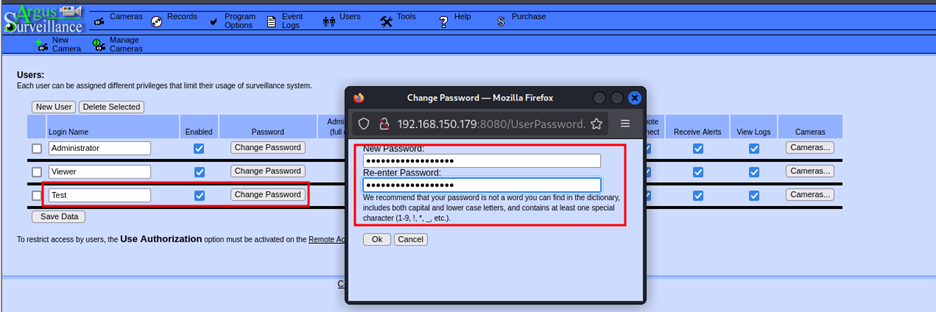 Argus
Surveillance
Cameras
Records
Program
Options
Event
Logs
Users
Tools
Help
Purchase
New
Camera
Manage
Cameras
Users:
Each user can be assigned different privileges that limit their usage of surveillance system.
New User
Delete Selected
Login Name
Enabled
Password
Receive Alerts
View Logs
Cameras
Administrator
Change Password
Cameras...
Viewer
Change Password
Cameras...
Test
Change Password
Cameras...
Save Data
To restrict access by users, the Use Authorization option must be activated on the Remote Ac
Change Password — Mozilla Firefox
192.168.150.179:8080/UserPassword.
New Password:
••••••••••••••••••
Re-enter Password:
••••••••••••••••••
We recommend that your password is not a word you can find in the dictionary,
includes both capital and lower case letters, and contains at least one special
character (1-9, !, *, _, etc.).
Ok
Cancel